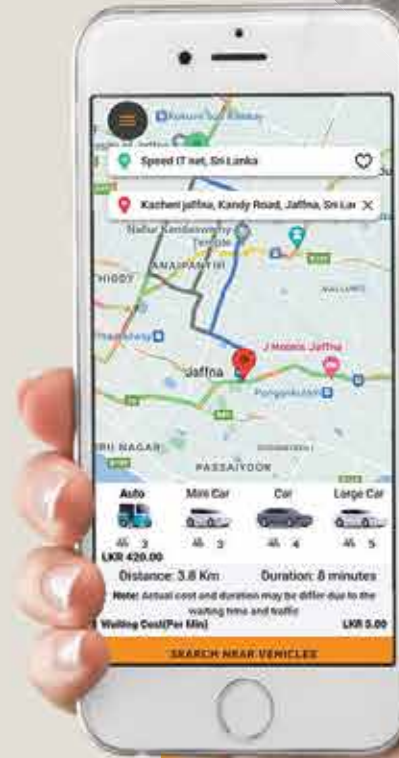 Speed IT net, Sri Lanka
Kacheri jaffna, Kandy Road, Jaffna, Sri Lar
Nallur Kandaswamy
Temple
ANAIPANTHI
J Hotels Jaffna
Jaffna
NAGAR
PASSAIYOOR
Auto Mini Car Car Large Car
3 3 4 5
LKR 420.00
Distance: 3.8 Km Duration: 8 minutes
Note: Actual cost and duration may be differ due to the
waiting time and traffic
Waiting Cost(Per Min) LKR 5.00
SEARCH NEAR VEHICLES